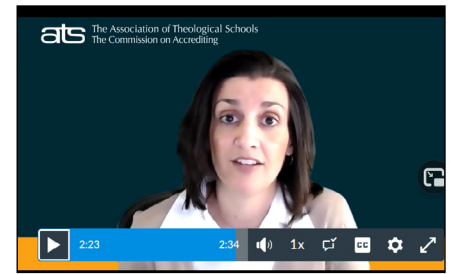 ats The Association of Theological Schools
The Commission on Accrediting
2:23 2:34 1x CC